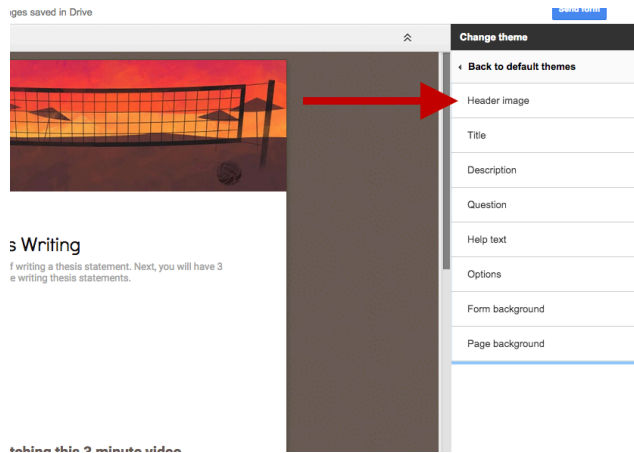 ges saved in Drive
Send form
Change theme
Back to default themes
Header image
Title
Description
Question
Help text
Options
Form background
Page background
s Writing
f writing a thesis statement. Next, you will have 3
e writing thesis statements.
tching this 3 minute video